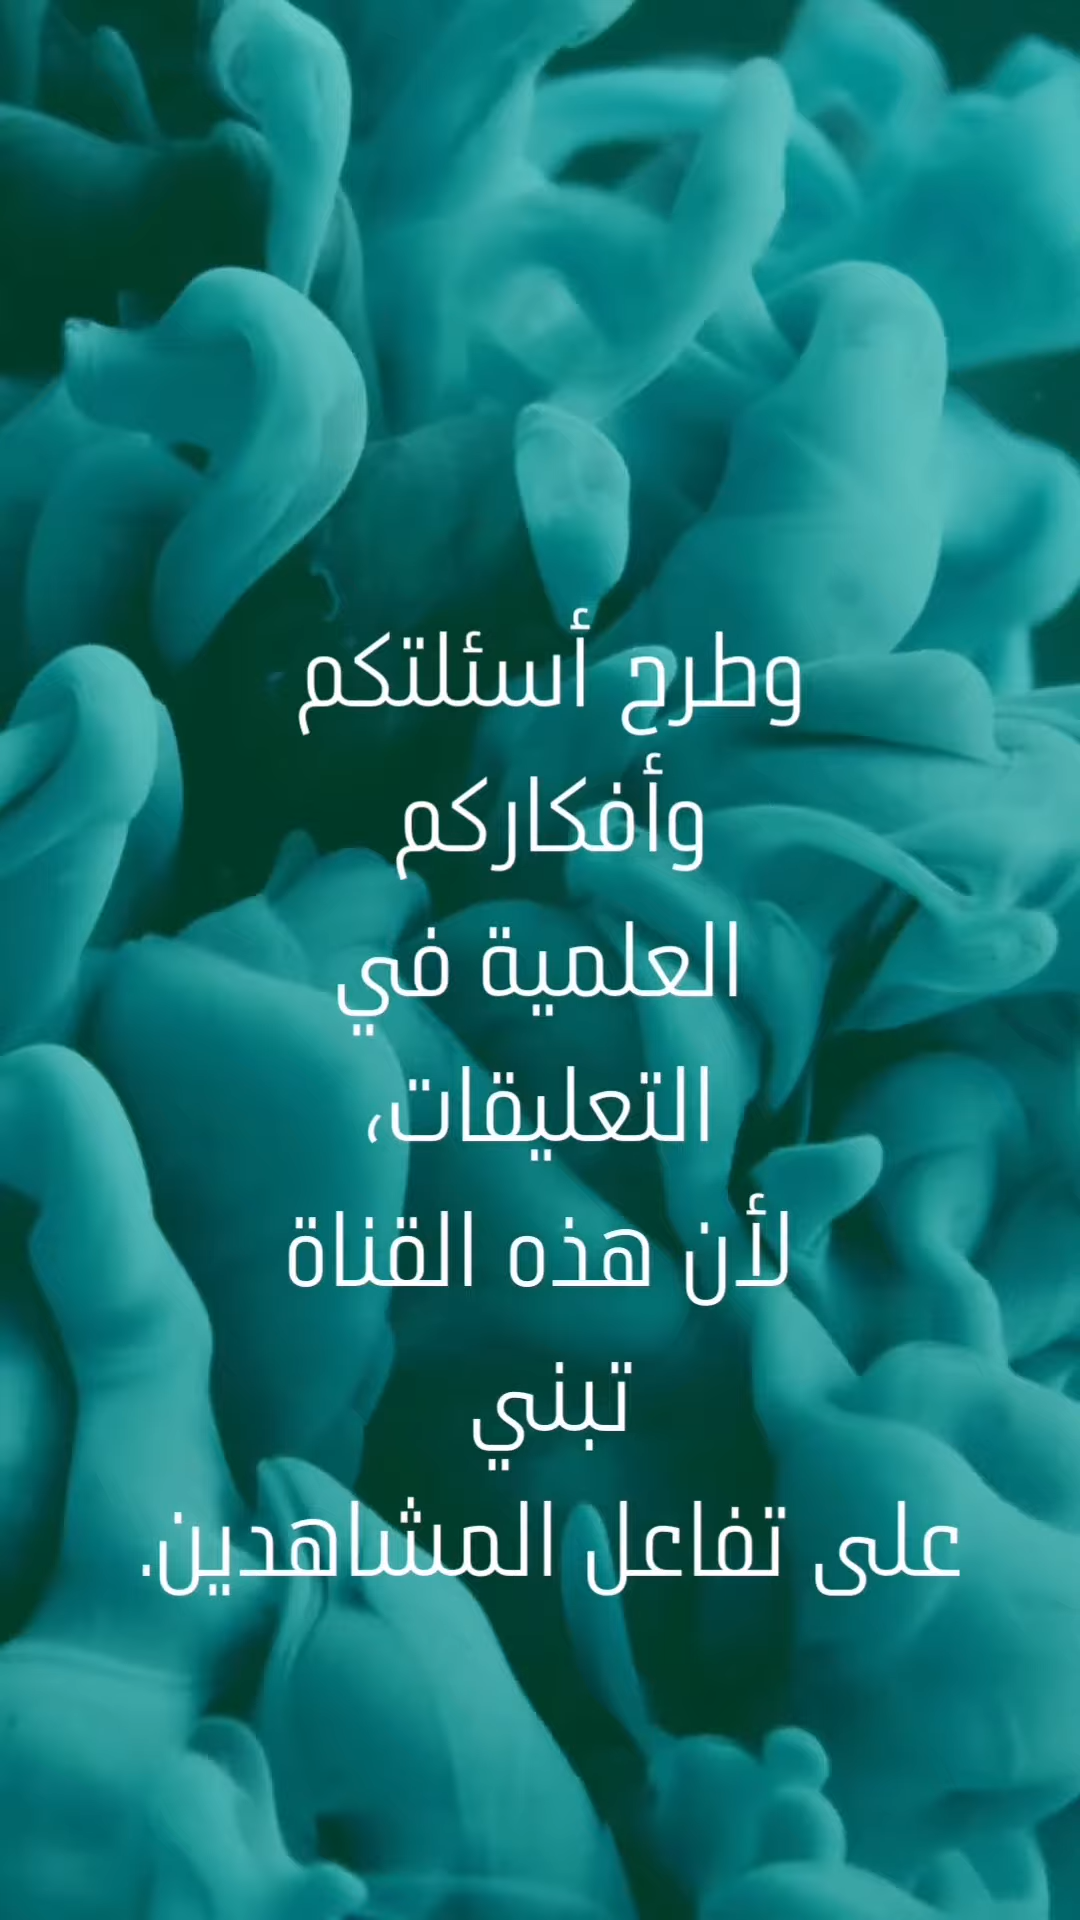 وطرح أسئلتكم
وأفكاركم
العلمية في
التعليقات،
لأن هذه القناة
تبني
على تفاعل المشاهدين.